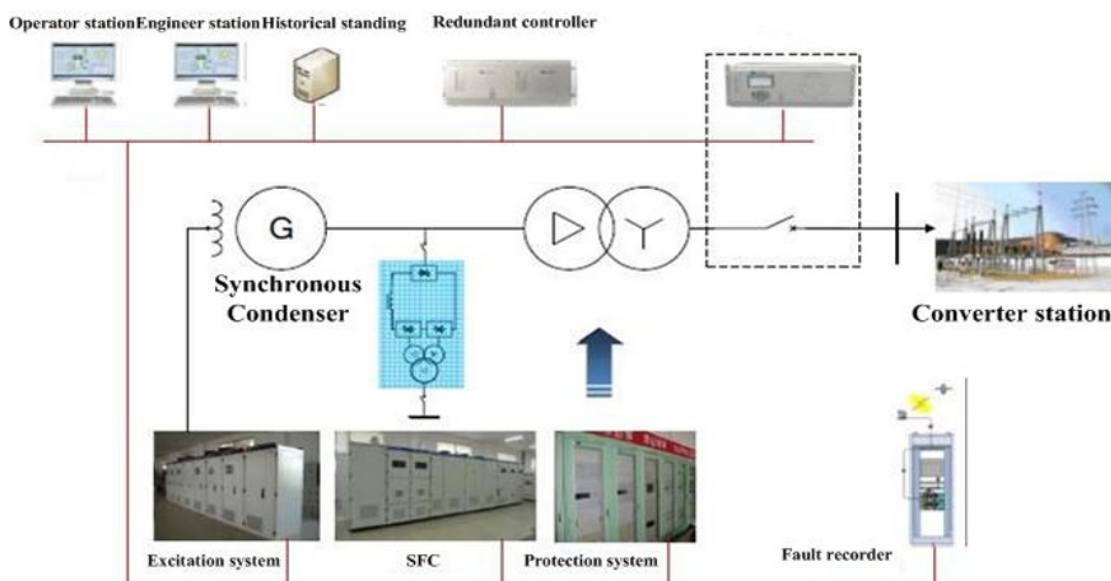 Operator station Engineer station Historical standing Redundant controller
G
Synchronous
Condenser
Converter station
Excitation system
SFC
Protection system
Fault recorder